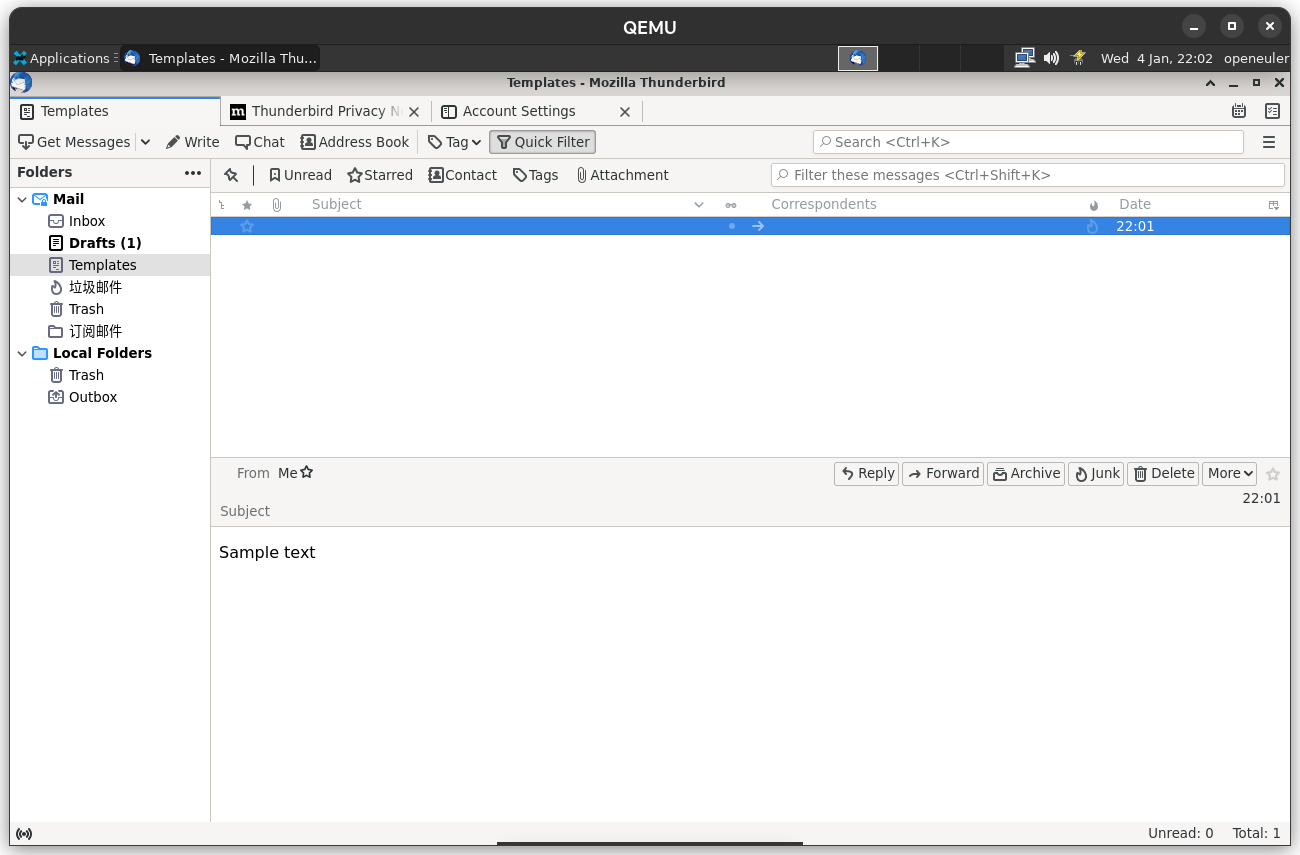 QEMU
Applications
Templates - Mozilla Thu...
Wed 4 Jan, 22:02
openeuler
Templates - Mozilla Thunderbird
Templates
m Thunderbird Privacy N
Account Settings
Get Messages
Write
Chat
Address Book
Tag
Quick Filter
Search <Ctrl+K>
Folders
Unread
Starred
Contact
Tags
Attachment
Filter these messages <Ctrl+Shift+K>
Mail
Inbox
Drafts (1)
Templates
垃圾邮件
Trash
订阅邮件
Local Folders
Trash
Outbox
Subject
Correspondents
Date
22:01
From Me
Reply
Forward
Archive
Junk
Delete
More
22:01
Subject
Sample text
Unread: 0
Total: 1